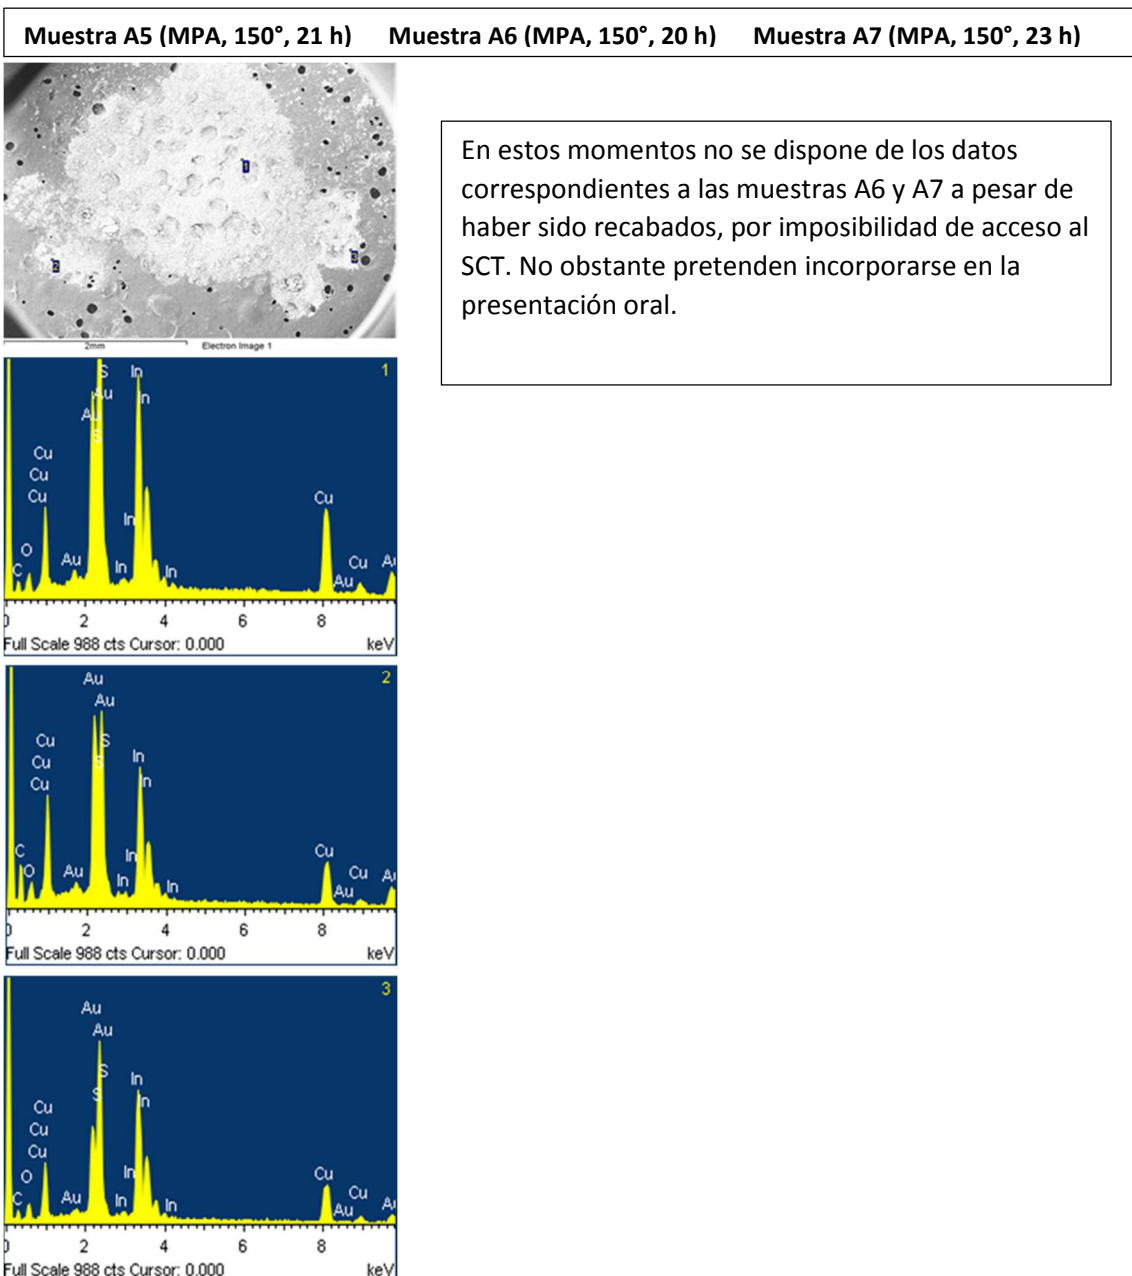 Muestra A5 (MPA, 150°, 21 h) Muestra A6 (MPA, 150°, 20 h) Muestra A7 (MPA, 150°, 23 h)
1
2
3
2mm Electron Image 1
En estos momentos no se dispone de los datos
correspondientes a las muestras A6 y A7 a pesar de
haber sido recabados, por imposibilidad de acceso al
SCT. No obstante pretenden incorporarse en la
presentación oral.
S In 1
Au In
Au
S
Cu
Cu
Cu Cu
In
O Au In In Cu Au
C Au
0 2 4 6 8
Full Scale 988 cts Cursor: 0.000 keV
Au 2
Au
Cu S
Cu S In
Cu In
C In Cu
O Au In In Cu Au
Au
0 2 4 6 8
Full Scale 988 cts Cursor: 0.000 keV
3
Au
Au
S In
S In
Cu
Cu
Cu
O In Cu
C Au In In Cu Au
Au
0 2 4 6 8
Full Scale 988 cts Cursor: 0.000 keV